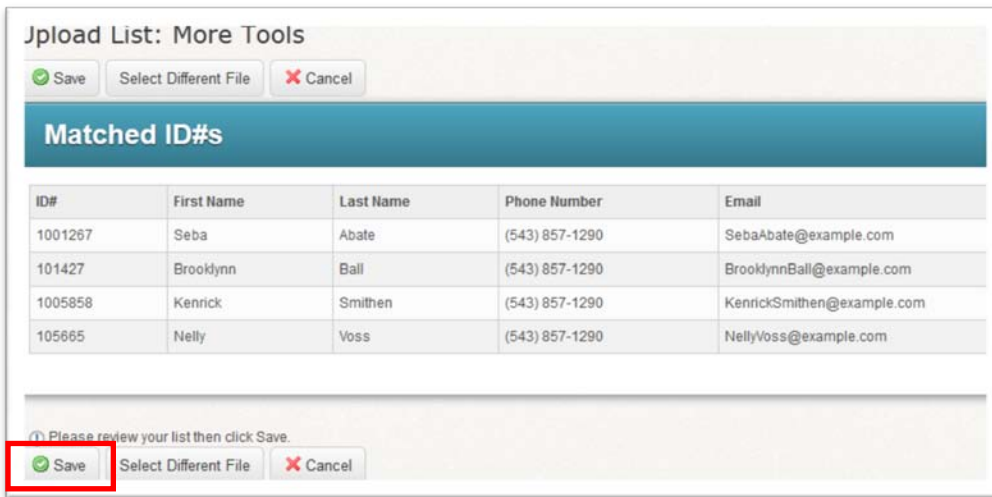 Upload List: More Tools
Save Select Different File Cancel
Matched ID#s
ID# First Name Last Name Phone Number Email
1001267 Seba Abate (543) 857-1290 SebaAbate@example.com
101427 Brooklynn Ball (543) 857-1290 BrooklynnBall@example.com
1005858 Kenrick Smithen (543) 857-1290 KenrickSmithen@example.com
105665 Nelly Voss (543) 857-1290 NellyVoss@example.com
Please review your list then click Save.
Save Select Different File Cancel